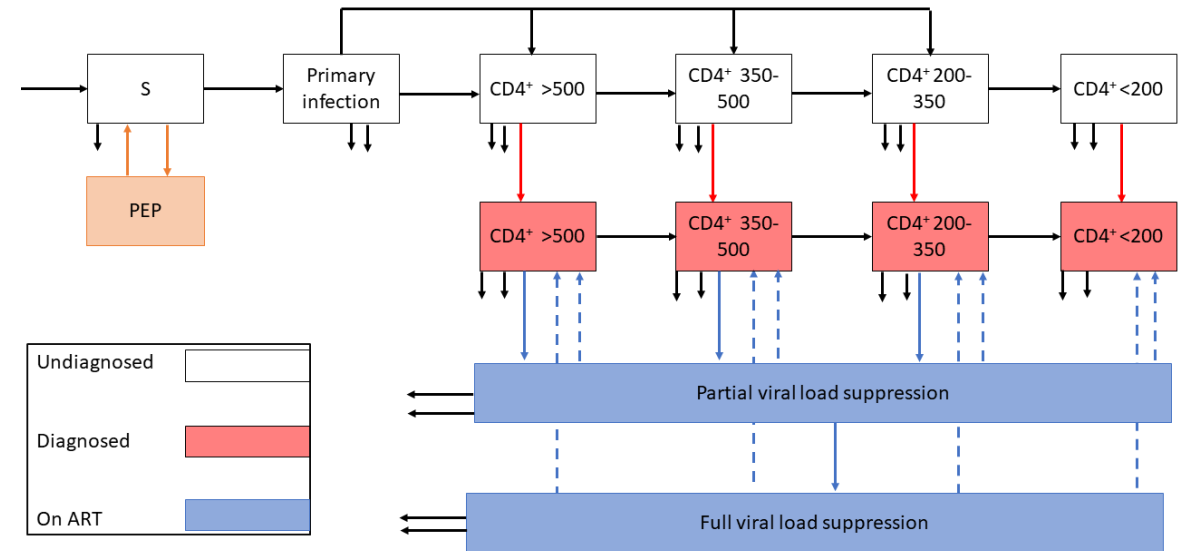 S
Primary
infection
CD4⁺ >500
CD4⁺ 350-
500
CD4⁺ 200-
350
CD4⁺ <200
PEP
CD4⁺ >500
CD4⁺ 350-
500
CD4⁺ 200-
350
CD4⁺ <200
Undiagnosed
Diagnosed
On ART
Partial viral load suppression
Full viral load suppression